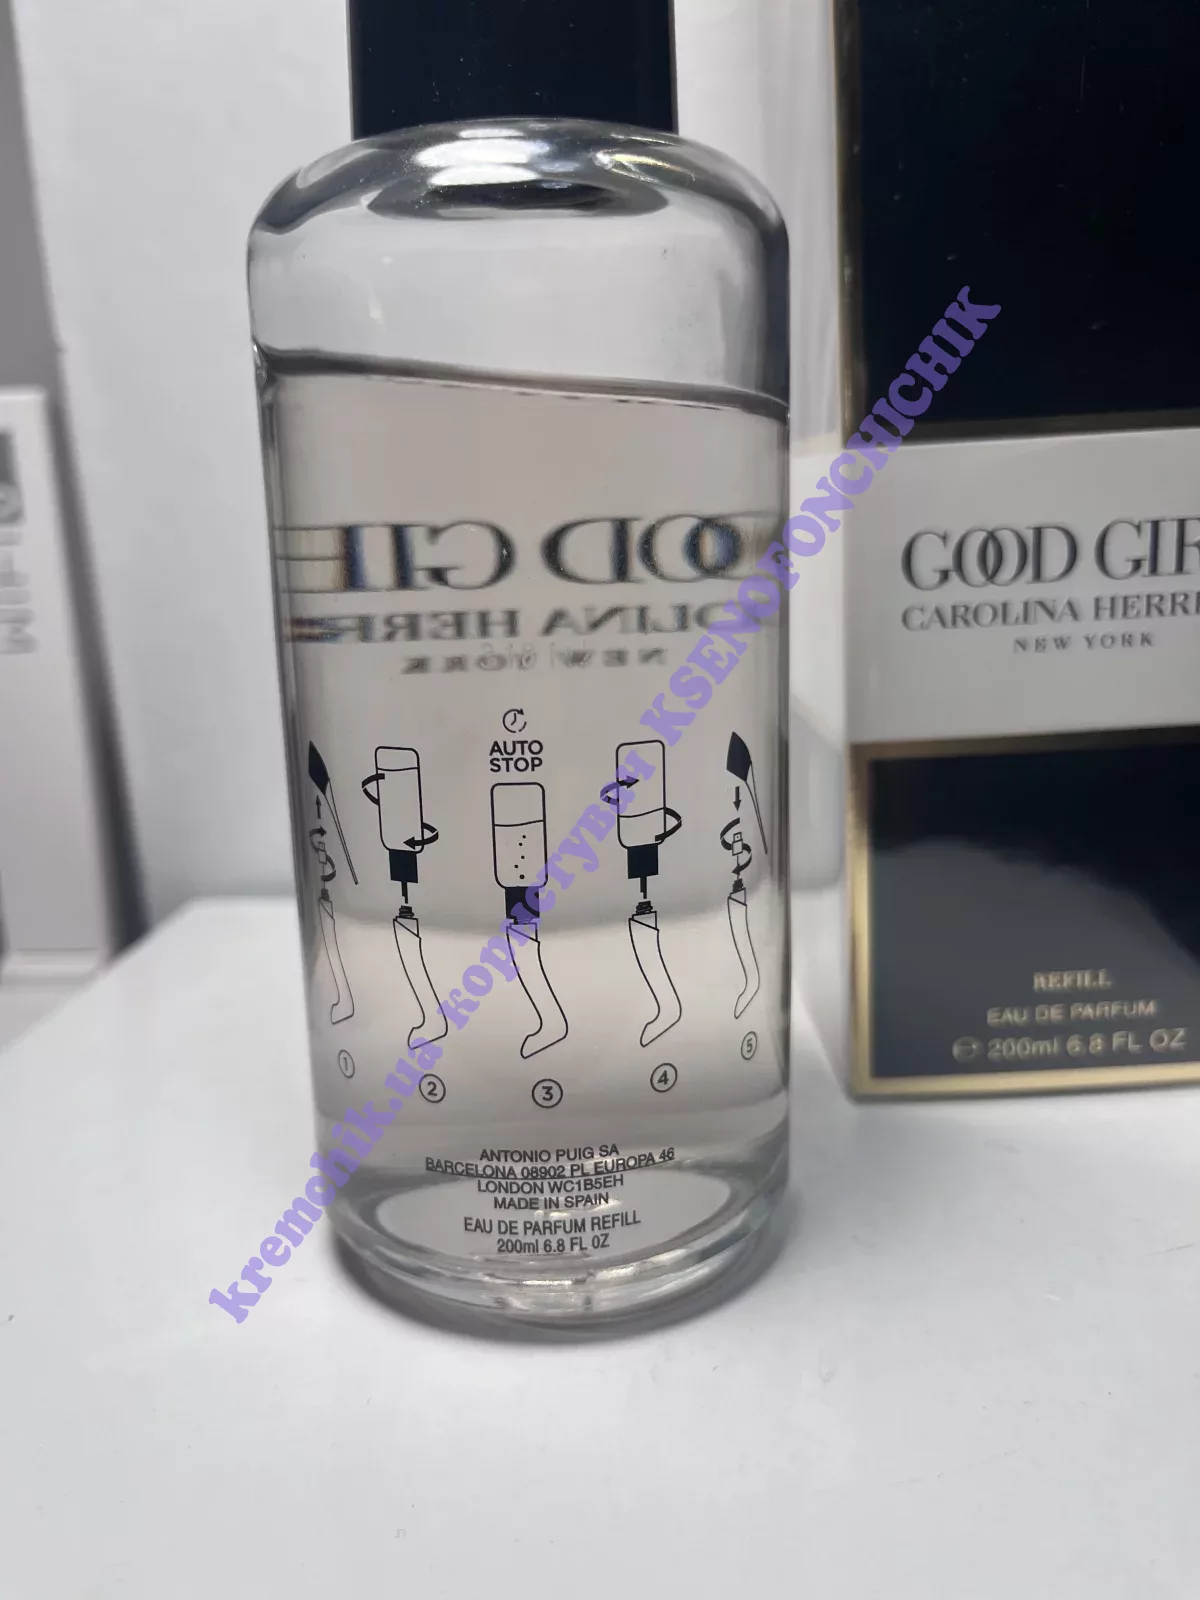 GOOD GIR
CAROLINA HERRE
NEW YORK
AUTO
STOP
1
2
3
4
5
ANTONIO PUIG SA
BARCELONA 08902 PL EUROPA 46
LONDON WC1B5EH
MADE IN SPAIN
EAU DE PARFUM REFILL
200ml 6.8 FL OZ
REFILL
EAU DE PARFUM
℮ 200ml 6.8 FL OZ
kremchik.ua користувач KSENOFONCHICHIK